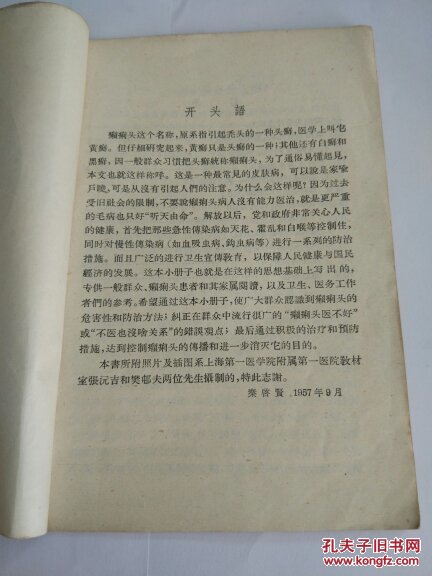 开头語
癩痢头这个名称，原系指引起秃头的一种头癬，医学上叫它
黃癬。但仔細研究起来，黃癬只是头癬的一种；其他还有白癬和
黑癬，因一般群众习慣把头癬統称癩痢头，为了通俗易懂起見，
本文也就这样称呼。这是一种最常見的皮肤病，可以說是家喩
戶曉，可是从沒有引起人們的注意。为什么会这样呢？因为过去
受旧社会的限制，不要說癩痢头病人沒有能力医治，就是更严重
的毛病也只好“听天由命”。解放以后，党和政府非常关心人民
的健康，首先把那些急性傳染病如天花、霍乱和白喉等控制住，
同时对慢性傳染病（如血吸虫病、鈎虫病等）进行一系列的防治
措施。而且广泛的进行卫生宣傳敎育，以保障人民健康与国民
經济的发展。这本小册子也就是在这样的思想基础上写出的，
专供一般群众、癩痢头患者和其家属閱讀，以及卫生、医务工作
者們的参考。希望通过这本小册子，使广大群众認識到癩痢头的
危害性和防治方法；糾正在群众中流行很广的“癩痢头医不好”
或“不医也沒啥关系”的錯誤观点；最后通过积极的治疗和預防
措施，达到控制癩痢头的傳播和进一步消灭它的目的。
本書所附照片及插图系上海第一医学院附属第一医院敎材
室張沅吉和樊邨夫两位先生攝制的，特此志謝。
秦啓賢 1957年9月
孔夫子旧书网
www.kongfz.com